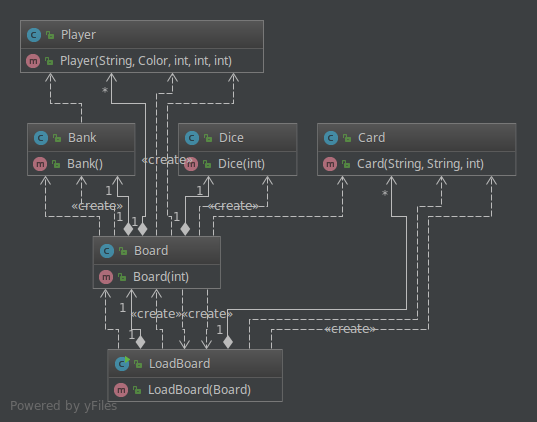 Player
Player(String, Color, int, int, int)
*
Bank
Dice
Card
Bank()
«create»
Dice(int)
Card(String, String, int)
1
1
*
«create»
«create»
1
1
1
Board
Board(int)
1
«create»
«create»
1
1
«create»
LoadBoard
LoadBoard(Board)
Powered by yFiles